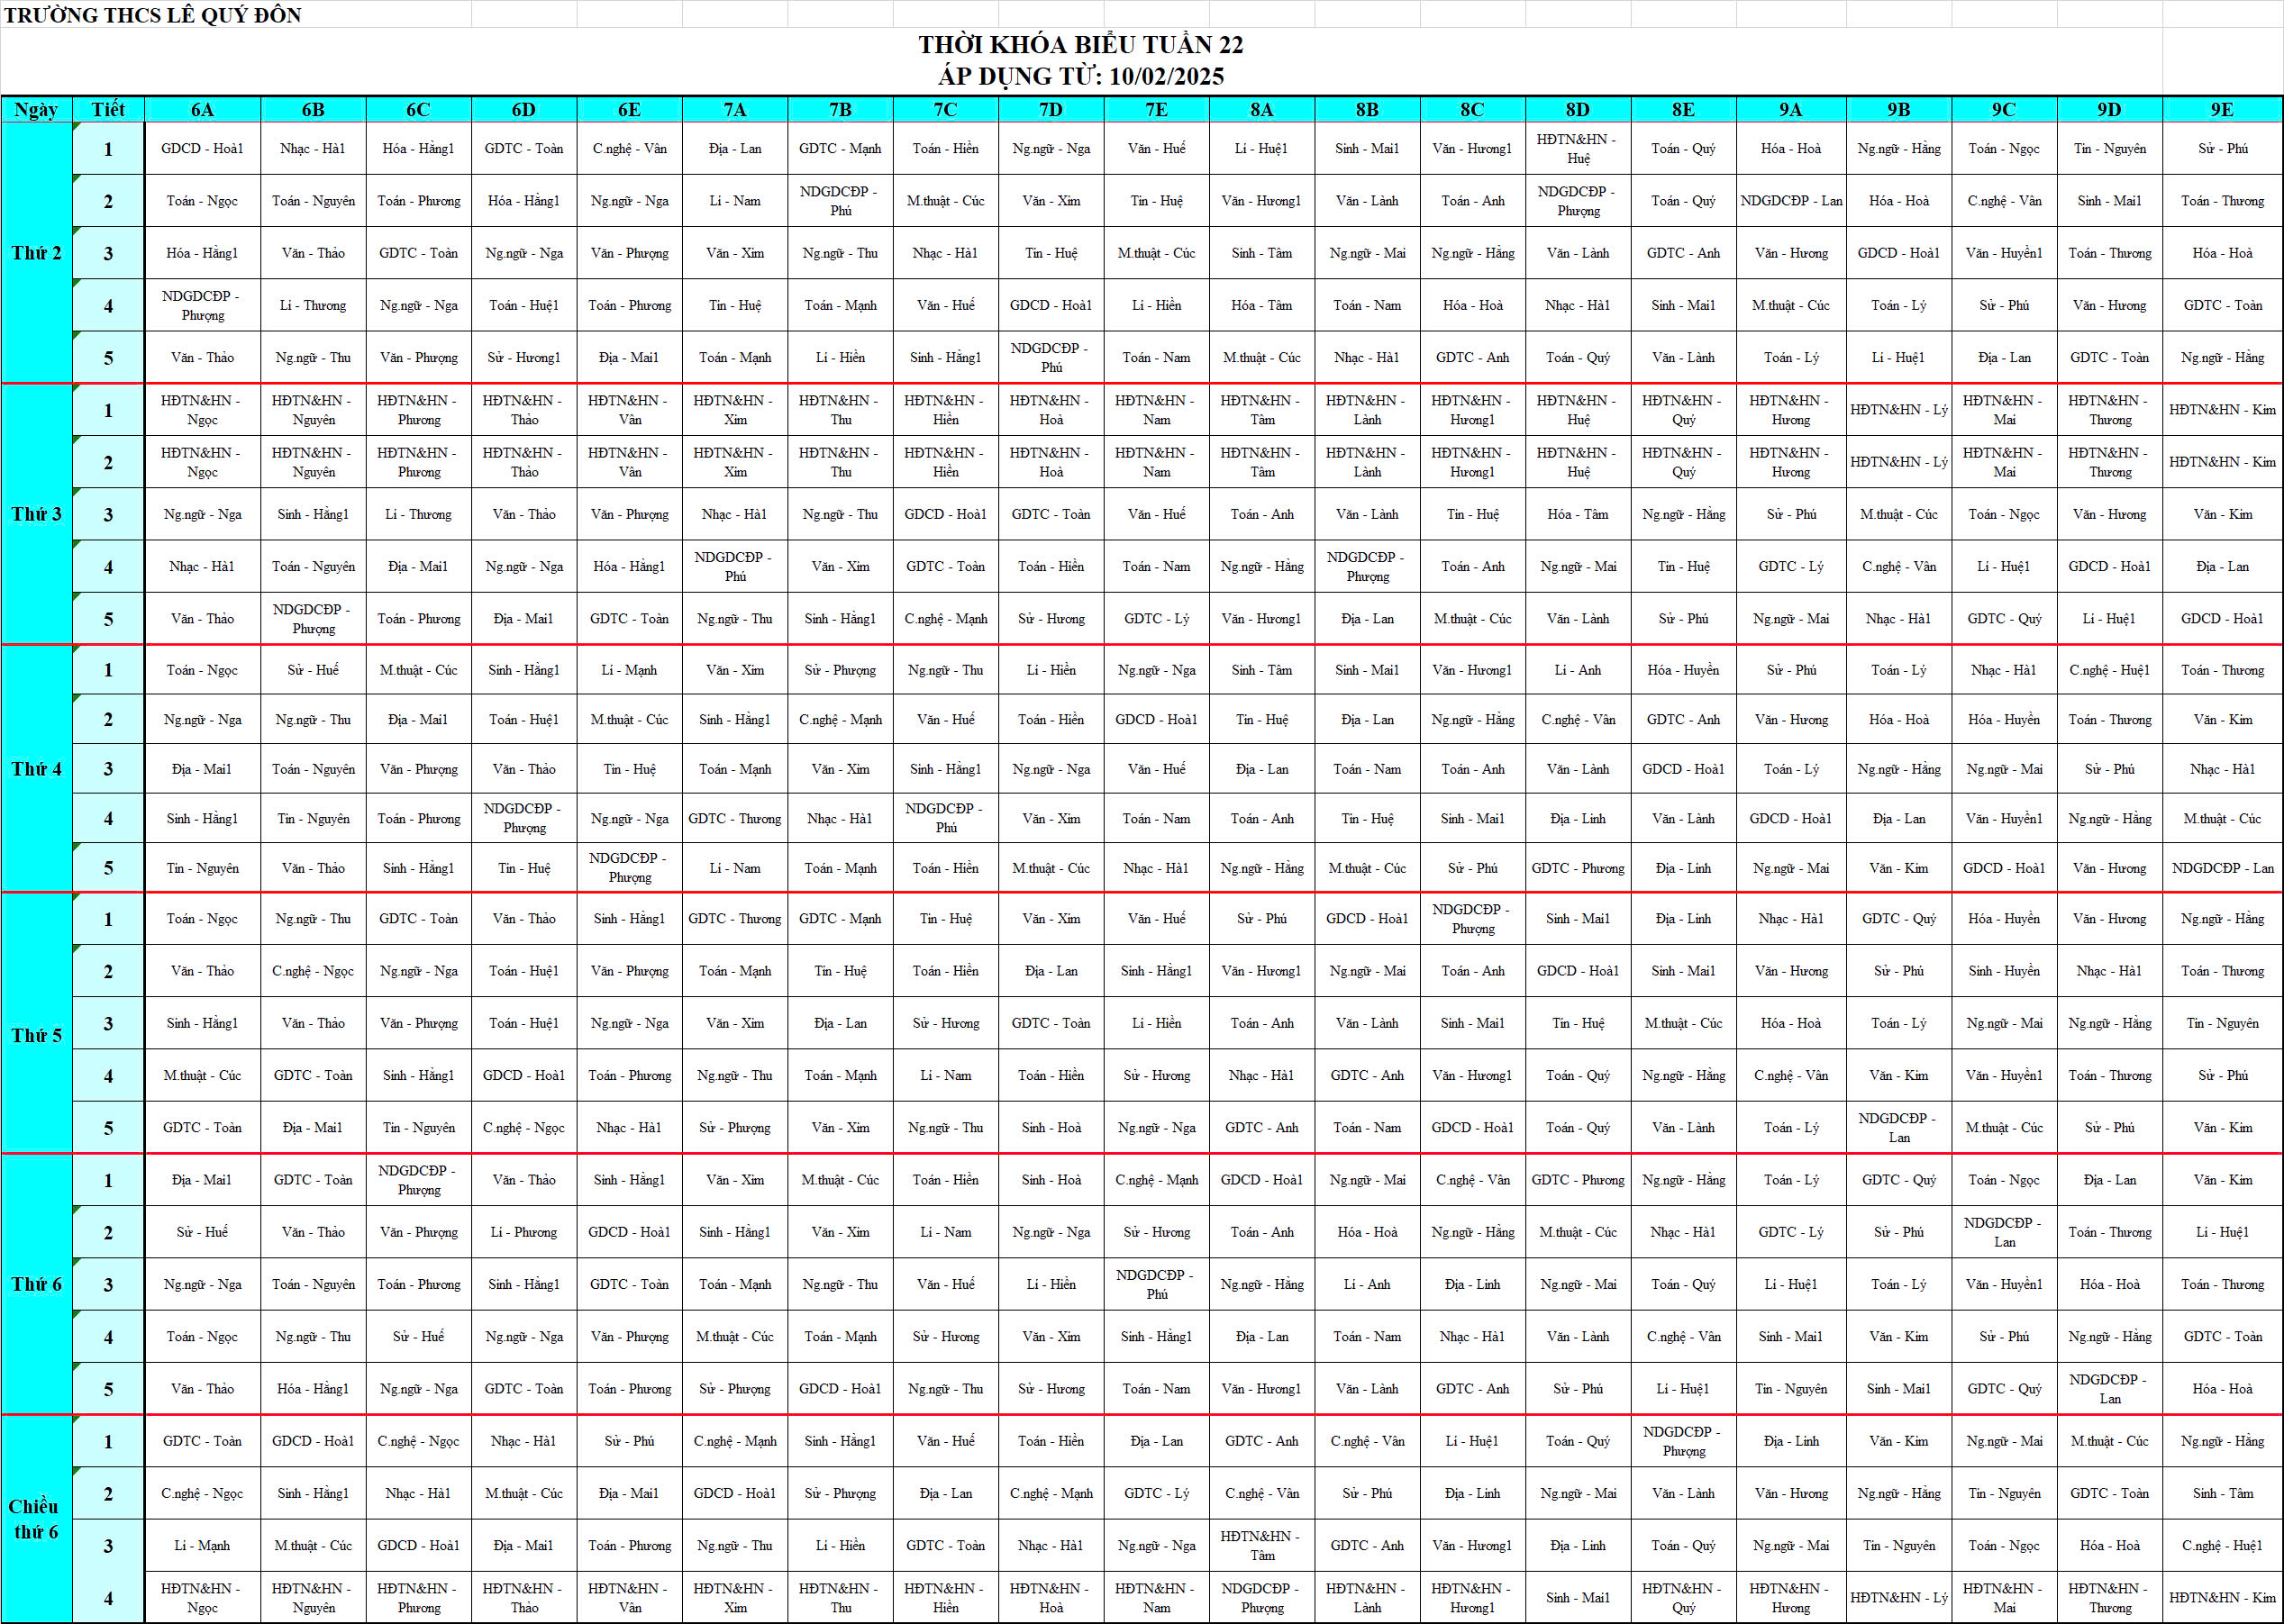 TRƯỜNG THCS LÊ QUÝ ĐÔN
THỜI KHÓA BIỂU TUẦN 22
ÁP DỤNG TỪ: 10/02/2025
Ngày Tiết 6A 6B 6C 6D 6E 7A 7B 7C 7D 7E 8A 8B 8C 8D 8E 9A 9B 9C 9D 9E
Thứ 2
1 GDCD - Hoà1 Nhạc - Hà1 Hóa - Hằng1 GDTC - Toàn C.nghệ - Vân Địa - Lan GDTC - Mạnh Toán - Hiền Ng.ngữ - Nga Văn - Huế Lí - Huệ1 Sinh - Mai1 Văn - Hương1 HĐTN&HN - Huệ Toán - Quý Hóa - Hoà Ng.ngữ - Hằng Toán - Ngọc Tin - Nguyên Sử - Phú
2 Toán - Ngọc Toán - Nguyên Toán - Phương Hóa - Hằng1 Ng.ngữ - Nga Lí - Nam NDGDCĐP - Phú M.thuật - Cúc Văn - Xim Tin - Huệ Văn - Hương1 Văn - Lành Toán - Anh NDGDCĐP - Phượng Toán - Quý NDGDCĐP - Lan Hóa - Hoà C.nghệ - Vân Sinh - Mai1 Toán - Thương
3 Hóa - Hằng1 Văn - Thảo GDTC - Toàn Ng.ngữ - Nga Văn - Phượng Văn - Xim Ng.ngữ - Thu Nhạc - Hà1 Tin - Huệ M.thuật - Cúc Sinh - Tâm Ng.ngữ - Mai Ng.ngữ - Hằng Văn - Lành GDTC - Anh Văn - Hương GDCD - Hoà1 Văn - Huyền1 Toán - Thương Hóa - Hoà
4 NDGDCĐP - Phượng Lí - Thương Ng.ngữ - Nga Toán - Huệ1 Toán - Phương Tin - Huệ Toán - Mạnh Văn - Huế GDCD - Hoà1 Lí - Hiền Hóa - Tâm Toán - Nam Hóa - Hoà Nhạc - Hà1 Sinh - Mai1 M.thuật - Cúc Toán - Lý Sử - Phú Văn - Hương GDTC - Toàn
5 Văn - Thảo Ng.ngữ - Thu Văn - Phượng Sử - Hương1 Địa - Mai1 Toán - Mạnh Lí - Hiền Sinh - Hằng1 NDGDCĐP - Phú Toán - Nam M.thuật - Cúc Nhạc - Hà1 GDTC - Anh Toán - Quý Văn - Lành Toán - Lý Lí - Huệ1 Địa - Lan GDTC - Toàn Ng.ngữ - Hằng
Thứ 3
1 HĐTN&HN - Ngọc HĐTN&HN - Nguyên HĐTN&HN - Phương HĐTN&HN - Thảo HĐTN&HN - Vân HĐTN&HN - Xim HĐTN&HN - Thu HĐTN&HN - Hiền HĐTN&HN - Hoà HĐTN&HN - Nam HĐTN&HN - Tâm HĐTN&HN - Lành HĐTN&HN - Hương1 HĐTN&HN - Huệ HĐTN&HN - Quý HĐTN&HN - Hương HĐTN&HN - Lý HĐTN&HN - Mai HĐTN&HN - Thương HĐTN&HN - Kim
2 HĐTN&HN - Ngọc HĐTN&HN - Nguyên HĐTN&HN - Phương HĐTN&HN - Thảo HĐTN&HN - Vân HĐTN&HN - Xim HĐTN&HN - Thu HĐTN&HN - Hiền HĐTN&HN - Hoà HĐTN&HN - Nam HĐTN&HN - Tâm HĐTN&HN - Lành HĐTN&HN - Hương1 HĐTN&HN - Huệ HĐTN&HN - Quý HĐTN&HN - Hương HĐTN&HN - Lý HĐTN&HN - Mai HĐTN&HN - Thương HĐTN&HN - Kim
3 Ng.ngữ - Nga Sinh - Hằng1 Lí - Thương Văn - Thảo Văn - Phượng Nhạc - Hà1 Ng.ngữ - Thu GDCD - Hoà1 GDTC - Toàn Văn - Huế Toán - Anh Văn - Lành Tin - Huệ Hóa - Tâm Ng.ngữ - Hằng Sử - Phú M.thuật - Cúc Toán - Ngọc Văn - Hương Văn - Kim
4 Nhạc - Hà1 Toán - Nguyên Địa - Mai1 Ng.ngữ - Nga Hóa - Hằng1 NDGDCĐP - Phú Văn - Xim GDTC - Toàn Toán - Hiền Toán - Nam Ng.ngữ - Hằng NDGDCĐP - Phượng Toán - Anh Ng.ngữ - Mai Tin - Huệ GDTC - Lý C.nghệ - Vân Lí - Huệ1 GDCD - Hoà1 Địa - Lan
5 Văn - Thảo NDGDCĐP - Phượng Toán - Phương Địa - Mai1 GDTC - Toàn Ng.ngữ - Thu Sinh - Hằng1 C.nghệ - Mạnh Sử - Hương GDTC - Lý Văn - Hương1 Địa - Lan M.thuật - Cúc Văn - Lành Sử - Phú Ng.ngữ - Mai Nhạc - Hà1 GDTC - Quý Lí - Huệ1 GDCD - Hoà1
Thứ 4
1 Toán - Ngọc Sử - Huế M.thuật - Cúc Sinh - Hằng1 Lí - Mạnh Văn - Xim Sử - Phượng Ng.ngữ - Thu Lí - Hiền Ng.ngữ - Nga Sinh - Tâm Sinh - Mai1 Văn - Hương1 Lí - Anh Hóa - Huyền Sử - Phú Toán - Lý Nhạc - Hà1 C.nghệ - Huệ1 Toán - Thương
2 Ng.ngữ - Nga Ng.ngữ - Thu Địa - Mai1 Toán - Huệ1 M.thuật - Cúc Sinh - Hằng1 C.nghệ - Mạnh Văn - Huế Toán - Hiền GDCD - Hoà1 Tin - Huệ Địa - Lan Ng.ngữ - Hằng C.nghệ - Vân GDTC - Anh Văn - Hương Hóa - Hoà Hóa - Huyền Toán - Thương Văn - Kim
3 Địa - Mai1 Toán - Nguyên Văn - Phượng Văn - Thảo Tin - Huệ Toán - Mạnh Văn - Xim Sinh - Hằng1 Ng.ngữ - Nga Văn - Huế Địa - Lan Toán - Nam Toán - Anh Văn - Lành GDCD - Hoà1 Toán - Lý Ng.ngữ - Hằng Ng.ngữ - Mai Sử - Phú Nhạc - Hà1
4 Sinh - Hằng1 Tin - Nguyên Toán - Phương NDGDCĐP - Phượng Ng.ngữ - Nga GDTC - Thương Nhạc - Hà1 NDGDCĐP - Phú Văn - Xim Toán - Nam Toán - Anh Tin - Huệ Sinh - Mai1 Địa - Linh Văn - Lành GDCD - Hoà1 Địa - Lan Văn - Huyền1 Ng.ngữ - Hằng M.thuật - Cúc
5 Tin - Nguyên Văn - Thảo Sinh - Hằng1 Tin - Huệ NDGDCĐP - Phượng Lí - Nam Toán - Mạnh Toán - Hiền M.thuật - Cúc Nhạc - Hà1 Ng.ngữ - Hằng M.thuật - Cúc Sử - Phú GDTC - Phương Địa - Linh Ng.ngữ - Mai Văn - Kim GDCD - Hoà1 Văn - Hương NDGDCĐP - Lan
Thứ 5
1 Toán - Ngọc Ng.ngữ - Thu GDTC - Toàn Văn - Thảo Sinh - Hằng1 GDTC - Thương GDTC - Mạnh Tin - Huệ Văn - Xim Văn - Huế Sử - Phú GDCD - Hoà1 NDGDCĐP - Phượng Sinh - Mai1 Địa - Linh Nhạc - Hà1 GDTC - Quý Hóa - Huyền Văn - Hương Ng.ngữ - Hằng
2 Văn - Thảo C.nghệ - Ngọc Ng.ngữ - Nga Toán - Huệ1 Văn - Phượng Toán - Mạnh Tin - Huệ Toán - Hiền Địa - Lan Sinh - Hằng1 Văn - Hương1 Ng.ngữ - Mai Toán - Anh GDCD - Hoà1 Sinh - Mai1 Văn - Hương Sử - Phú Sinh - Huyền Nhạc - Hà1 Toán - Thương
3 Sinh - Hằng1 Văn - Thảo Văn - Phượng Toán - Huệ1 Ng.ngữ - Nga Văn - Xim Địa - Lan Sử - Hương GDTC - Toàn Lí - Hiền Toán - Anh Văn - Lành Sinh - Mai1 Tin - Huệ M.thuật - Cúc Hóa - Hoà Toán - Lý Ng.ngữ - Mai Ng.ngữ - Hằng Tin - Nguyên
4 M.thuật - Cúc GDTC - Toàn Sinh - Hằng1 GDCD - Hoà1 Toán - Phương Ng.ngữ - Thu Toán - Mạnh Lí - Nam Toán - Hiền Sử - Hương Nhạc - Hà1 GDTC - Anh Văn - Hương1 Toán - Quý Ng.ngữ - Hằng C.nghệ - Vân Văn - Kim Văn - Huyền1 Toán - Thương Sử - Phú
5 GDTC - Toàn Địa - Mai1 Tin - Nguyên C.nghệ - Ngọc Nhạc - Hà1 Sử - Phượng Văn - Xim Ng.ngữ - Thu Sinh - Hoà Ng.ngữ - Nga GDTC - Anh Toán - Nam GDCD - Hoà1 Toán - Quý Văn - Lành Toán - Lý NDGDCĐP - Lan M.thuật - Cúc Sử - Phú Văn - Kim
Thứ 6
1 Địa - Mai1 GDTC - Toàn NDGDCĐP - Phượng Văn - Thảo Sinh - Hằng1 Văn - Xim M.thuật - Cúc Toán - Hiền Sinh - Hoà C.nghệ - Mạnh GDCD - Hoà1 Ng.ngữ - Mai C.nghệ - Vân GDTC - Phương Ng.ngữ - Hằng Toán - Lý GDTC - Quý Toán - Ngọc Địa - Lan Văn - Kim
2 Sử - Huế Văn - Thảo Văn - Phượng Lí - Phương GDCD - Hoà1 Sinh - Hằng1 Văn - Xim Lí - Nam Ng.ngữ - Nga Sử - Hương Toán - Anh Hóa - Hoà Ng.ngữ - Hằng M.thuật - Cúc Nhạc - Hà1 GDTC - Lý Sử - Phú NDGDCĐP - Lan Toán - Thương Lí - Huệ1
3 Ng.ngữ - Nga Toán - Nguyên Toán - Phương Sinh - Hằng1 GDTC - Toàn Toán - Mạnh Ng.ngữ - Thu Văn - Huế Lí - Hiền NDGDCĐP - Phú Ng.ngữ - Hằng Lí - Anh Địa - Linh Ng.ngữ - Mai Toán - Quý Lí - Huệ1 Toán - Lý Văn - Huyền1 Hóa - Hoà Toán - Thương
4 Toán - Ngọc Ng.ngữ - Thu Sử - Huế Ng.ngữ - Nga Văn - Phượng M.thuật - Cúc Toán - Mạnh Sử - Hương Văn - Xim Sinh - Hằng1 Địa - Lan Toán - Nam Nhạc - Hà1 Văn - Lành C.nghệ - Vân Sinh - Mai1 Văn - Kim Sử - Phú Ng.ngữ - Hằng GDTC - Toàn
5 Văn - Thảo Hóa - Hằng1 Ng.ngữ - Nga GDTC - Toàn Toán - Phương Sử - Phượng GDCD - Hoà1 Ng.ngữ - Thu Sử - Hương Toán - Nam Văn - Hương1 Văn - Lành GDTC - Anh Sử - Phú Lí - Huệ1 Tin - Nguyên Sinh - Mai1 GDTC - Quý NDGDCĐP - Lan Hóa - Hoà
Chiều thứ 6
1 GDTC - Toàn GDCD - Hoà1 C.nghệ - Ngọc Nhạc - Hà1 Sử - Phú C.nghệ - Mạnh Sinh - Hằng1 Văn - Huế Toán - Hiền Địa - Lan GDTC - Anh C.nghệ - Vân Lí - Huệ1 Toán - Quý NDGDCĐP - Phượng Địa - Linh Văn - Kim Ng.ngữ - Mai M.thuật - Cúc Ng.ngữ - Hằng
2 C.nghệ - Ngọc Sinh - Hằng1 Nhạc - Hà1 M.thuật - Cúc Địa - Mai1 GDCD - Hoà1 Sử - Phượng Địa - Lan C.nghệ - Mạnh GDTC - Lý C.nghệ - Vân Sử - Phú Địa - Linh Ng.ngữ - Mai Văn - Lành Văn - Hương Ng.ngữ - Hằng Tin - Nguyên GDTC - Toàn Sinh - Tâm
3 Lí - Mạnh M.thuật - Cúc GDCD - Hoà1 Địa - Mai1 Toán - Phương Ng.ngữ - Thu Lí - Hiền GDTC - Toàn Nhạc - Hà1 Ng.ngữ - Nga HĐTN&HN - Tâm GDTC - Anh Văn - Hương1 Địa - Linh Toán - Quý Ng.ngữ - Mai Tin - Nguyên Toán - Ngọc Hóa - Hoà C.nghệ - Huệ1
4 HĐTN&HN - Ngọc HĐTN&HN - Nguyên HĐTN&HN - Phương HĐTN&HN - Thảo HĐTN&HN - Vân HĐTN&HN - Xim HĐTN&HN - Thu HĐTN&HN - Hiền HĐTN&HN - Hoà HĐTN&HN - Nam NDGDCĐP - Phượng HĐTN&HN - Lành HĐTN&HN - Hương1 Sinh - Mai1 HĐTN&HN - Quý HĐTN&HN - Hương HĐTN&HN - Lý HĐTN&HN - Mai HĐTN&HN - Thương HĐTN&HN - Kim